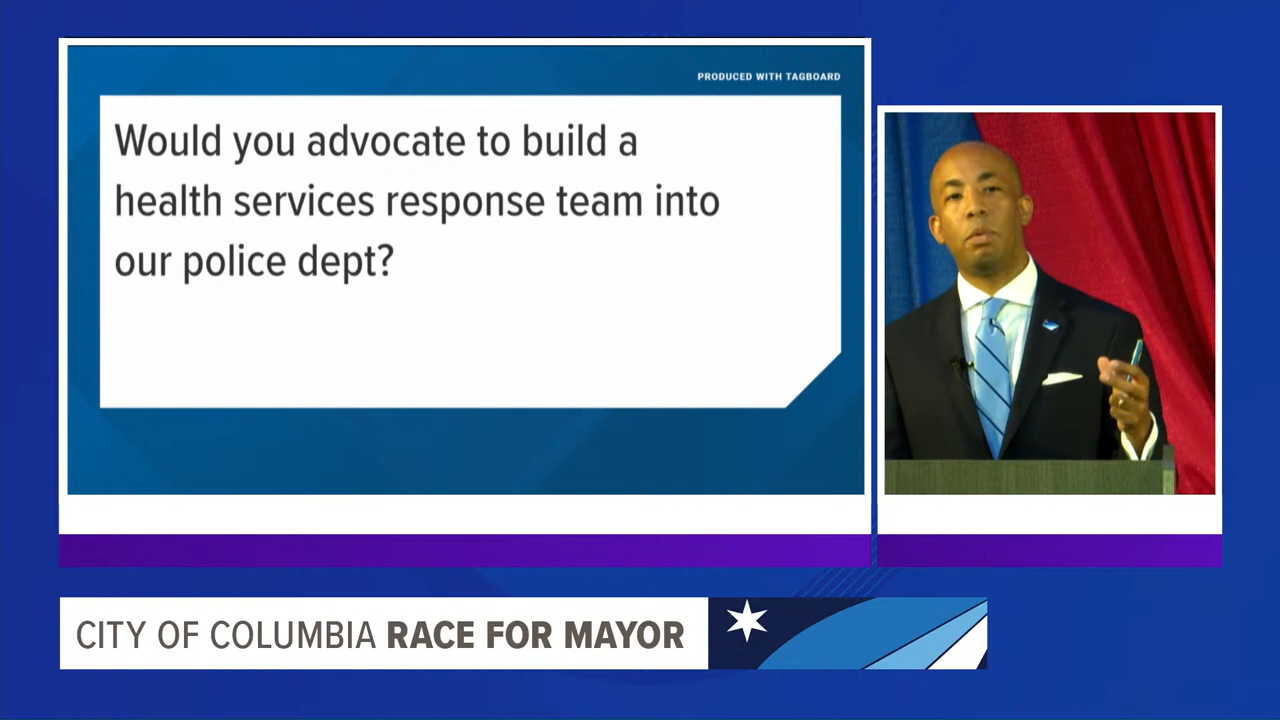 PRODUCED WITH TAGBOARD
Would you advocate to build a
health services response team into
our police dept?
CITY OF COLUMBIA RACE FOR MAYOR